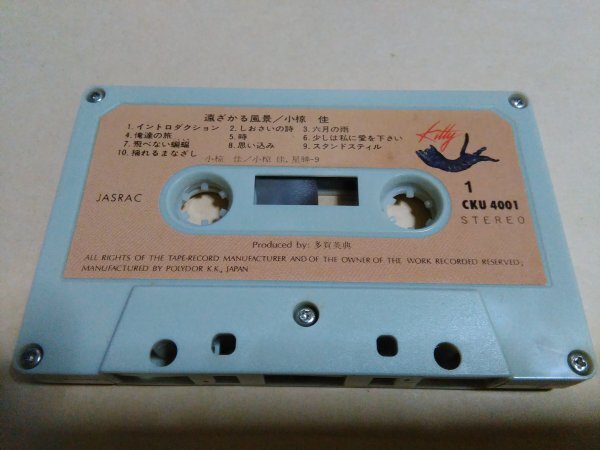 遠ざかる風景/小椋 佳
1.イントロダクション 2.しおさいの詩 3.六月の雨
4.俺達の旅 5.時 6.少しは私に愛を下さい
7.飛べない蝙蝠 8.思い込み 9.スタンドスティル
10.揺れるまなざし
小椋 佳/小椋 佳, 星勝-9
Kitty
JASRAC
1
CKU 4001
STEREO
Produced by: 多賀英典
ALL RIGHTS OF THE TAPE-RECORD MANUFACTURER AND OF THE OWNER OF THE WORK RECORDED RESERVED;
MANUFACTURED BY POLYDOR K.K., JAPAN